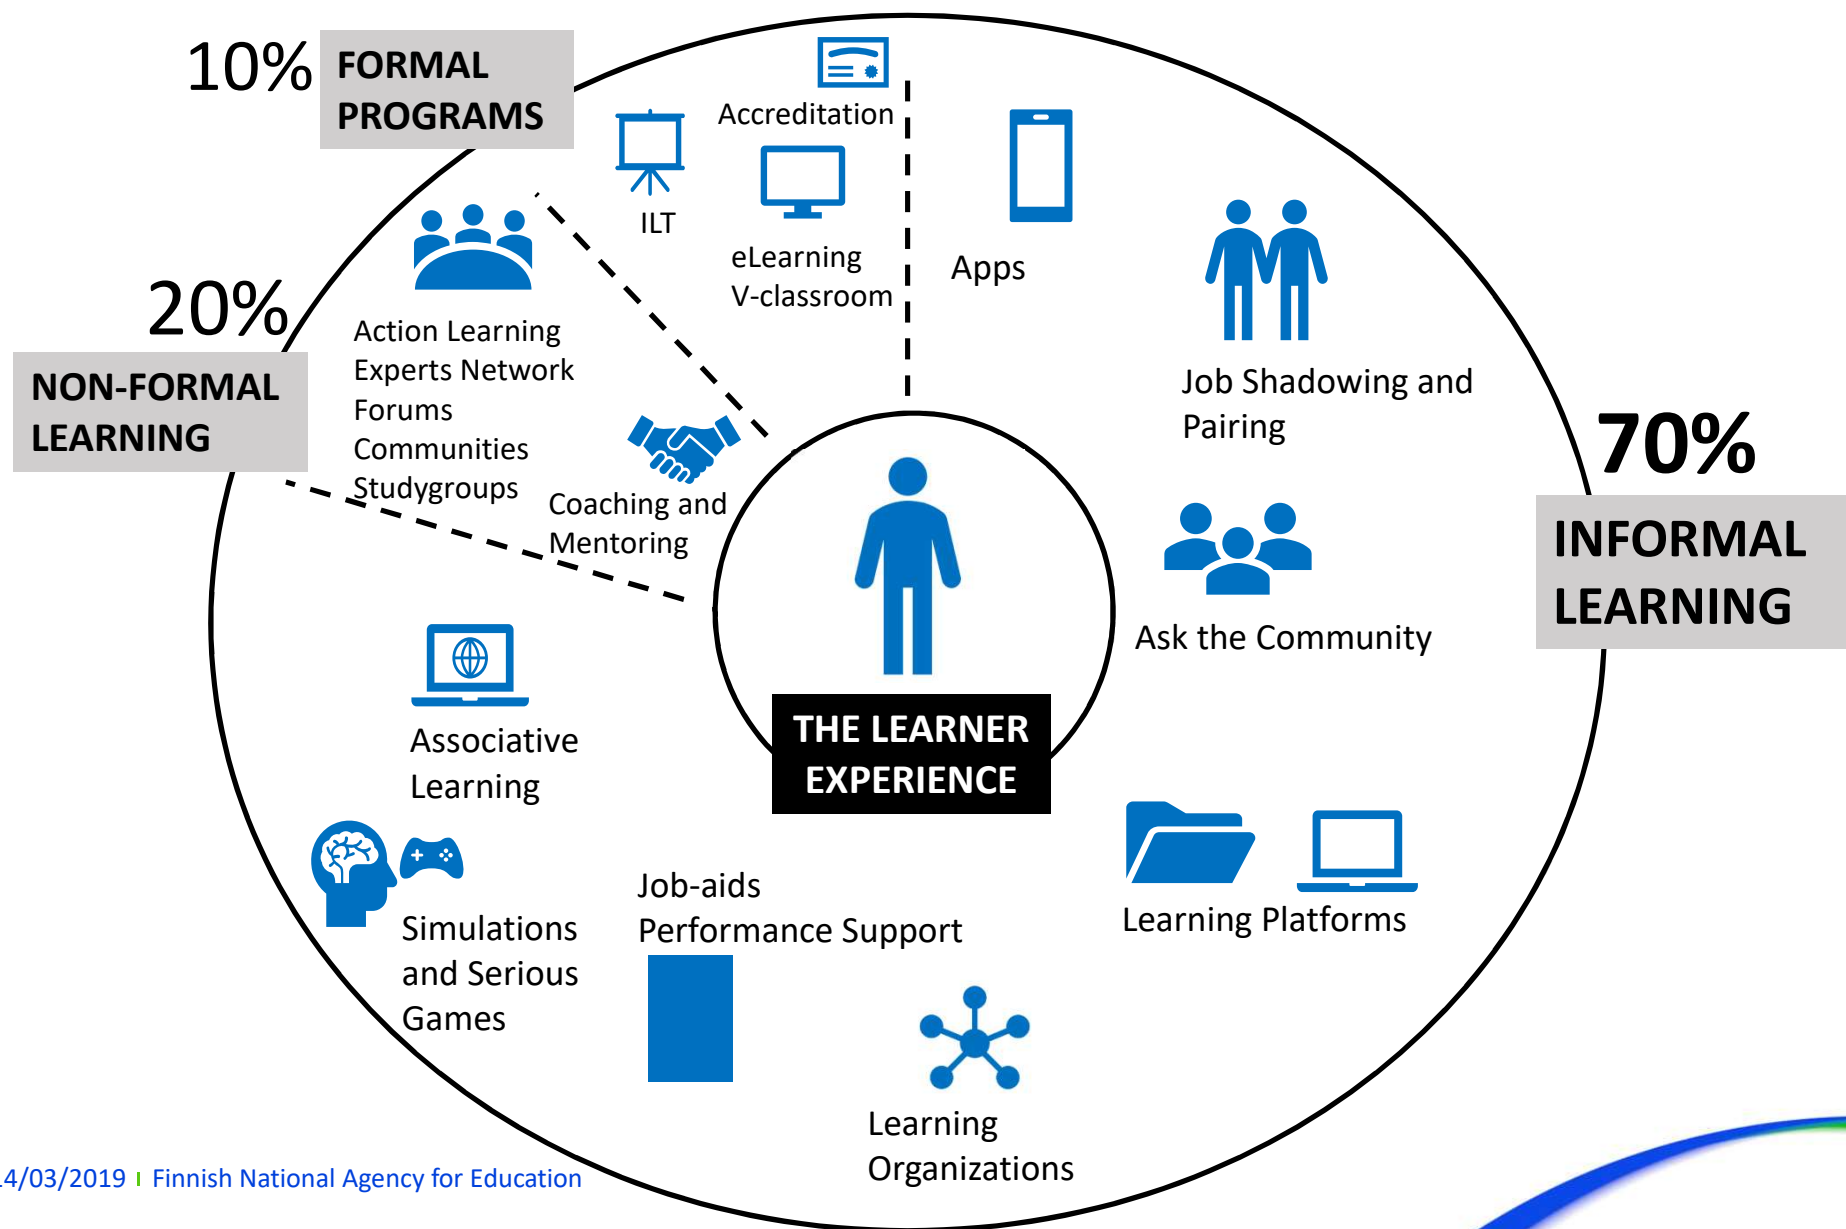 10%
FORMAL
PROGRAMS
Accreditation
ILT
eLearning
V-classroom
Apps
20%
NON-FORMAL
LEARNING
Action Learning
Experts Network
Forums
Communities
Studygroups
Coaching and
Mentoring
Job Shadowing and
Pairing
70%
INFORMAL
LEARNING
Ask the Community
THE LEARNER
EXPERIENCE
Associative
Learning
Simulations
and Serious
Games
Job-aids
Performance Support
Learning Platforms
Learning
Organizations
4/03/2019 I Finnish National Agency for Education